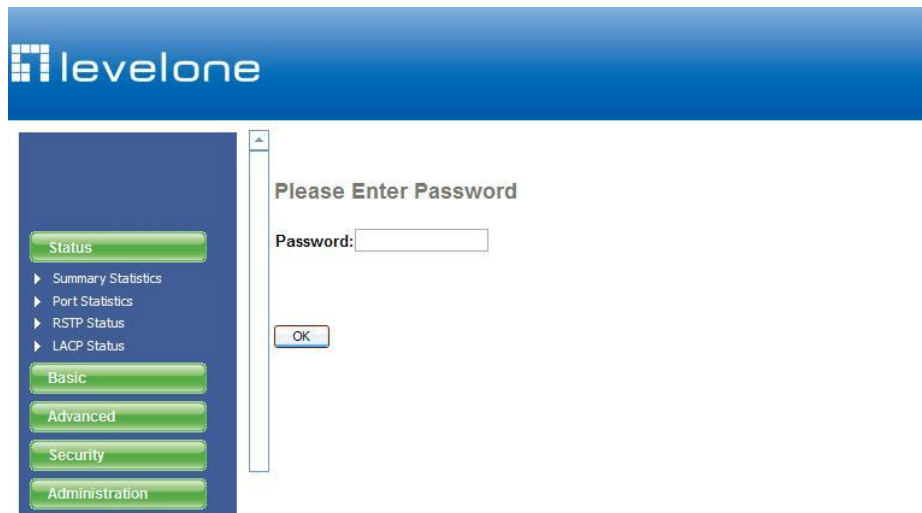 levelone
Please Enter Password
Password:
OK
Status
Summary Statistics
Port Statistics
RSTP Status
LACP Status
Basic
Advanced
Security
Administration